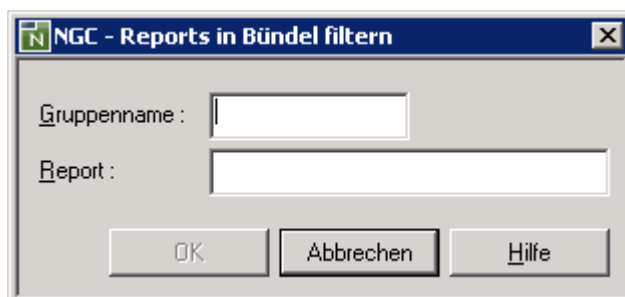 NGC - Reports in Bündel filtern
Gruppenname :
Report :
OK Abbrechen Hilfe